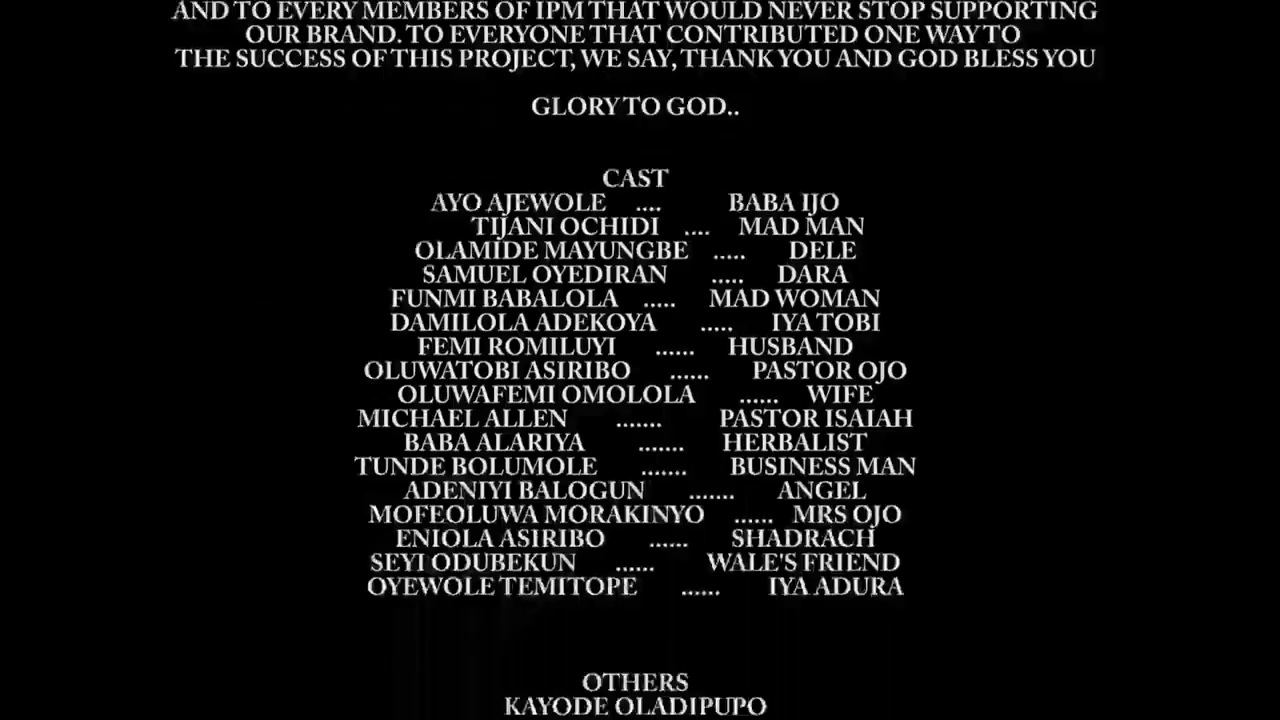 AND TO EVERY MEMBERS OF IPM THAT WOULD NEVER STOP SUPPORTING
OUR BRAND. TO EVERYONE THAT CONTRIBUTED ONE WAY TO
THE SUCCESS OF THIS PROJECT, WE SAY, THANK YOU AND GOD BLESS YOU
GLORY TO GOD..
CAST
AYO AJEWOLE .... BABA IJO
TIJANI OCHIDI .... MAD MAN
OLAMIDE MAYUNGBE ..... DELE
SAMUEL OYEDIRAN ..... DARA
FUNMI BABALOLA ..... MAD WOMAN
DAMILOLA ADEKOYA ..... IYA TOBI
FEMI ROMILUYI ...... HUSBAND
OLUWATOBI ASIRIBO ...... PASTOR OJO
OLUWAFEMI OMOLOLA ...... WIFE
MICHAEL ALLEN ....... PASTOR ISAIAH
BABA ALARIYA ....... HERBALIST
TUNDE BOLUMOLE ....... BUSINESS MAN
ADENIYI BALOGUN ....... ANGEL
MOFEOLUWA MORAKINYO ...... MRS OJO
ENIOLA ASIRIBO ...... SHADRACH
SEYI ODUBEKUN ...... WALE'S FRIEND
OYEWOLE TEMITOPE ...... IYA ADURA
OTHERS
KAYODE OLADIPUPO